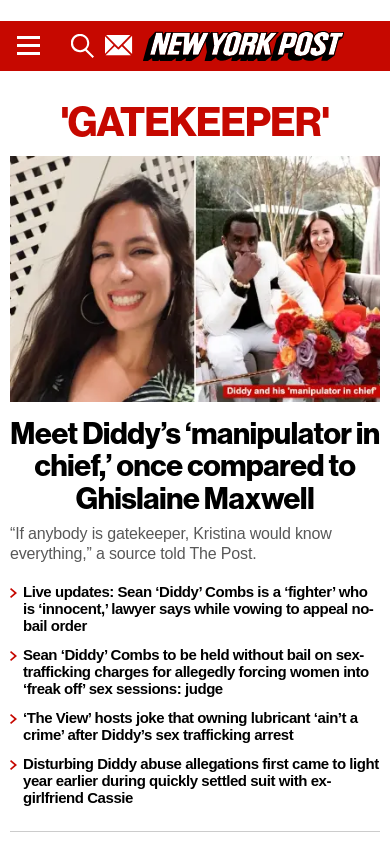 NEW YORK POST
'GATEKEEPER'
Diddy and his 'manipulator in chief'
Meet Diddy’s ‘manipulator in
chief,’ once compared to
Ghislaine Maxwell
“If anybody is gatekeeper, Kristina would know
everything,” a source told The Post.
Live updates: Sean ‘Diddy’ Combs is a ‘fighter’ who
is ‘innocent,’ lawyer says while vowing to appeal no-
bail order
Sean ‘Diddy’ Combs to be held without bail on sex-
trafficking charges for allegedly forcing women into
‘freak off’ sex sessions: judge
‘The View’ hosts joke that owning lubricant ‘ain’t a
crime’ after Diddy’s sex trafficking arrest
Disturbing Diddy abuse allegations first came to light
year earlier during quickly settled suit with ex-
girlfriend Cassie